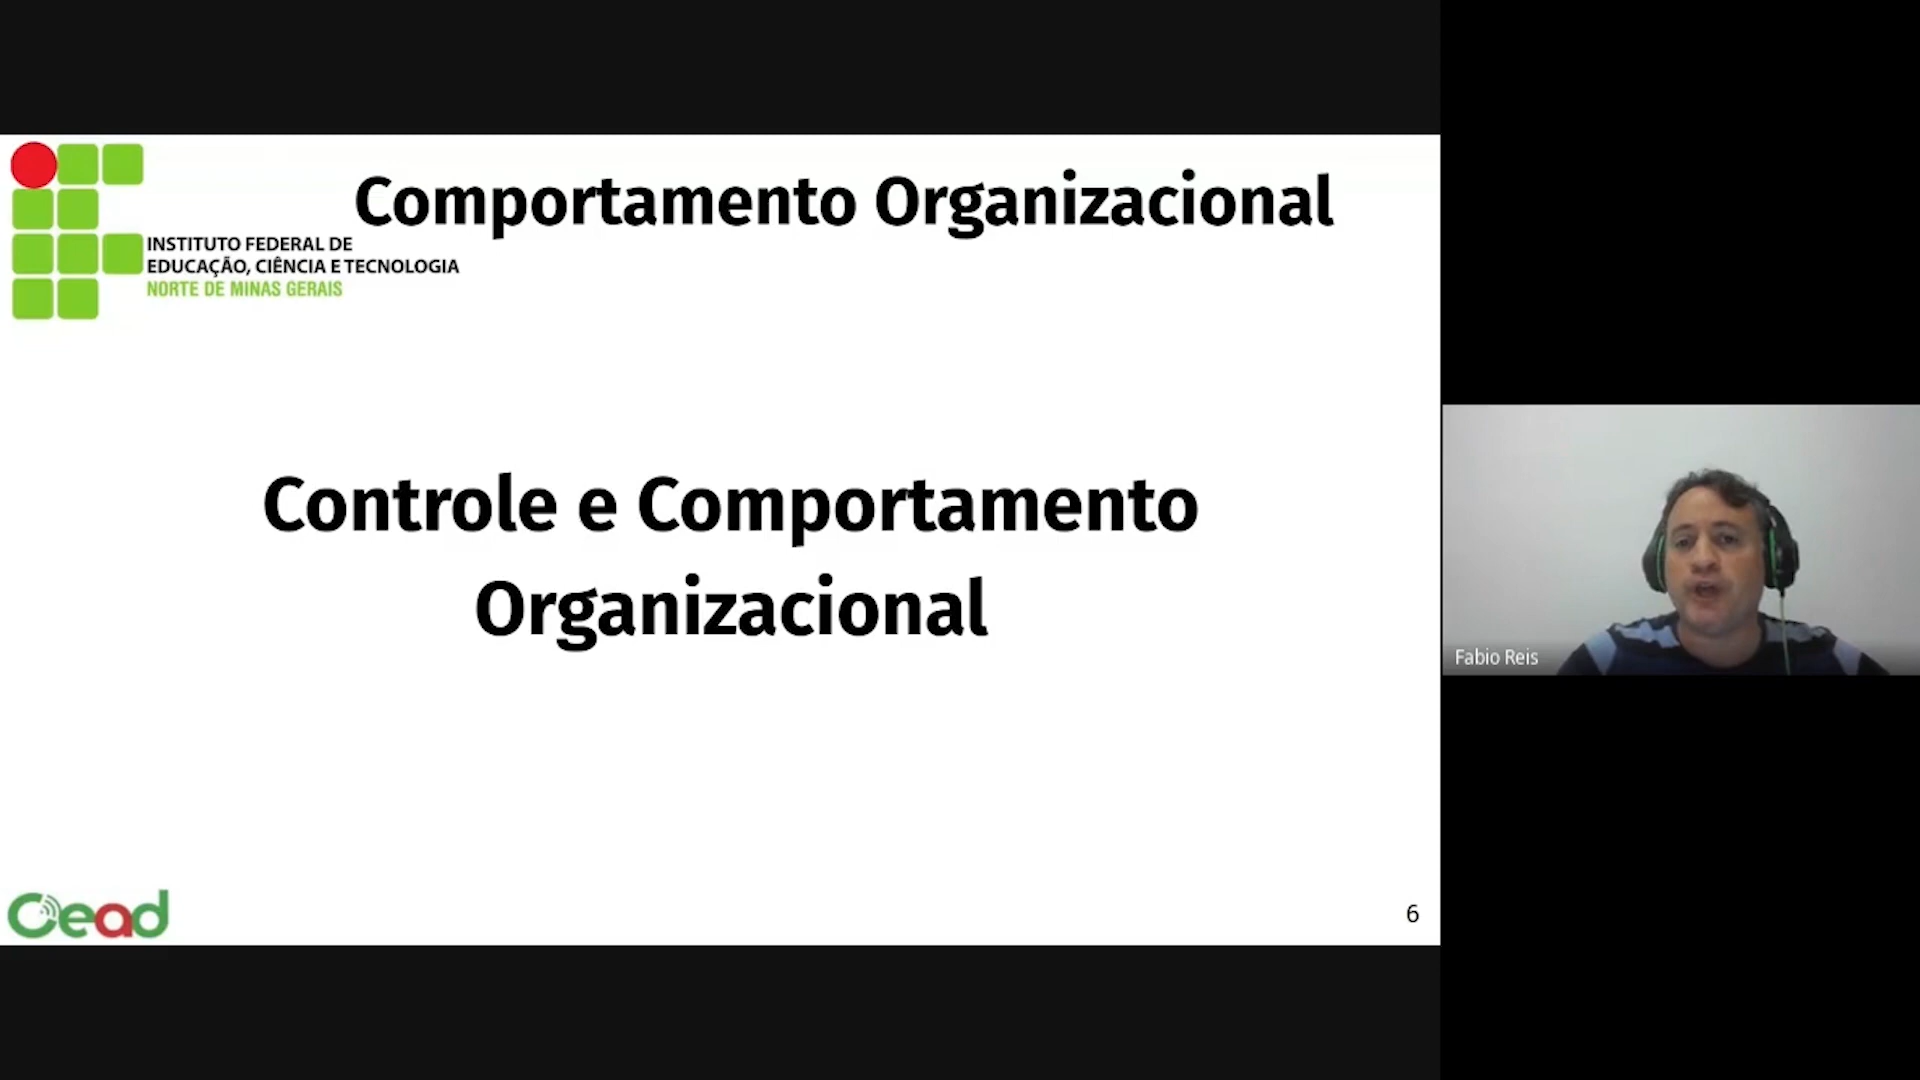 Comportamento Organizacional
INSTITUTO FEDERAL DE
EDUCAÇÃO, CIÊNCIA E TECNOLOGIA
NORTE DE MINAS GERAIS
Controle e Comportamento
Organizacional
Fabio Reis
Cead
6